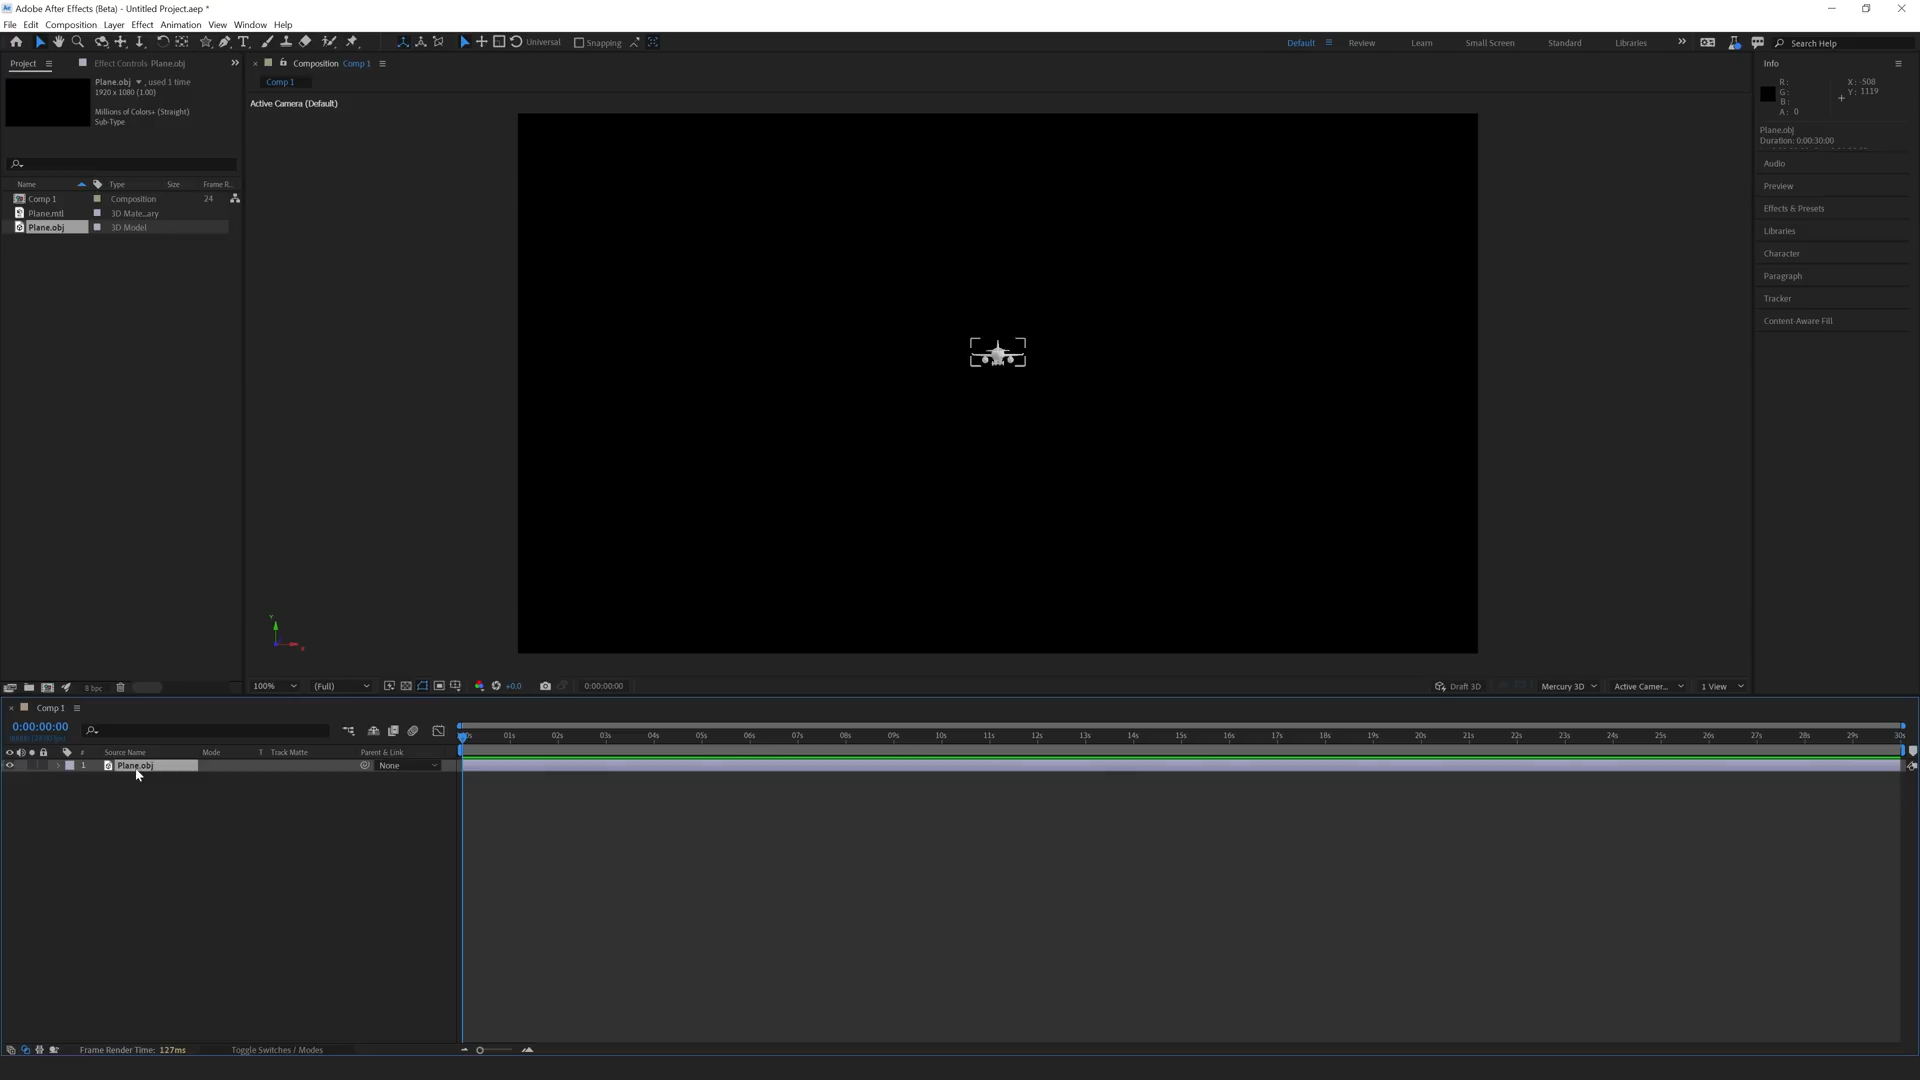 Adobe After Effects (Beta) - Untitled Project.aep *
File Edit Composition Layer Effect Animation View Window Help
Universal Snapping Default Review Learn Small Screen Standard Libraries Search Help
Project Effect Controls Plane.obj
Plane.obj , used 1 time
1920 x 1080 (1.00)
Millions of Colors+ (Straight)
Sub-Type
Name Type Size Frame R...
Comp 1 Composition 24
Plane.mtl 3D Mate...ary
Plane.obj 3D Model
8 bpc
Composition Comp 1
Comp 1
Active Camera (Default)
Y
X
100% (Full) +0.0 0:00:00:00 Draft 3D Mercury 3D Active Camer... 1 View
Info
R: X: -508
G: Y: 1119
B:
A: 0
Plane.obj
Duration: 0:00:30:00
Audio
Preview
Effects & Presets
Libraries
Character
Paragraph
Tracker
Content-Aware Fill
Comp 1
0:00:00:00
01s 02s 03s 04s 05s 06s 07s 08s 09s 10s 11s 12s 13s 14s 15s 16s 17s 18s 19s 20s 21s 22s 23s 24s 25s 26s 27s 28s 29s 30s
# Source Name Mode T Track Matte Parent & Link
1 Plane.obj None
Frame Render Time: 127ms Toggle Switches / Modes